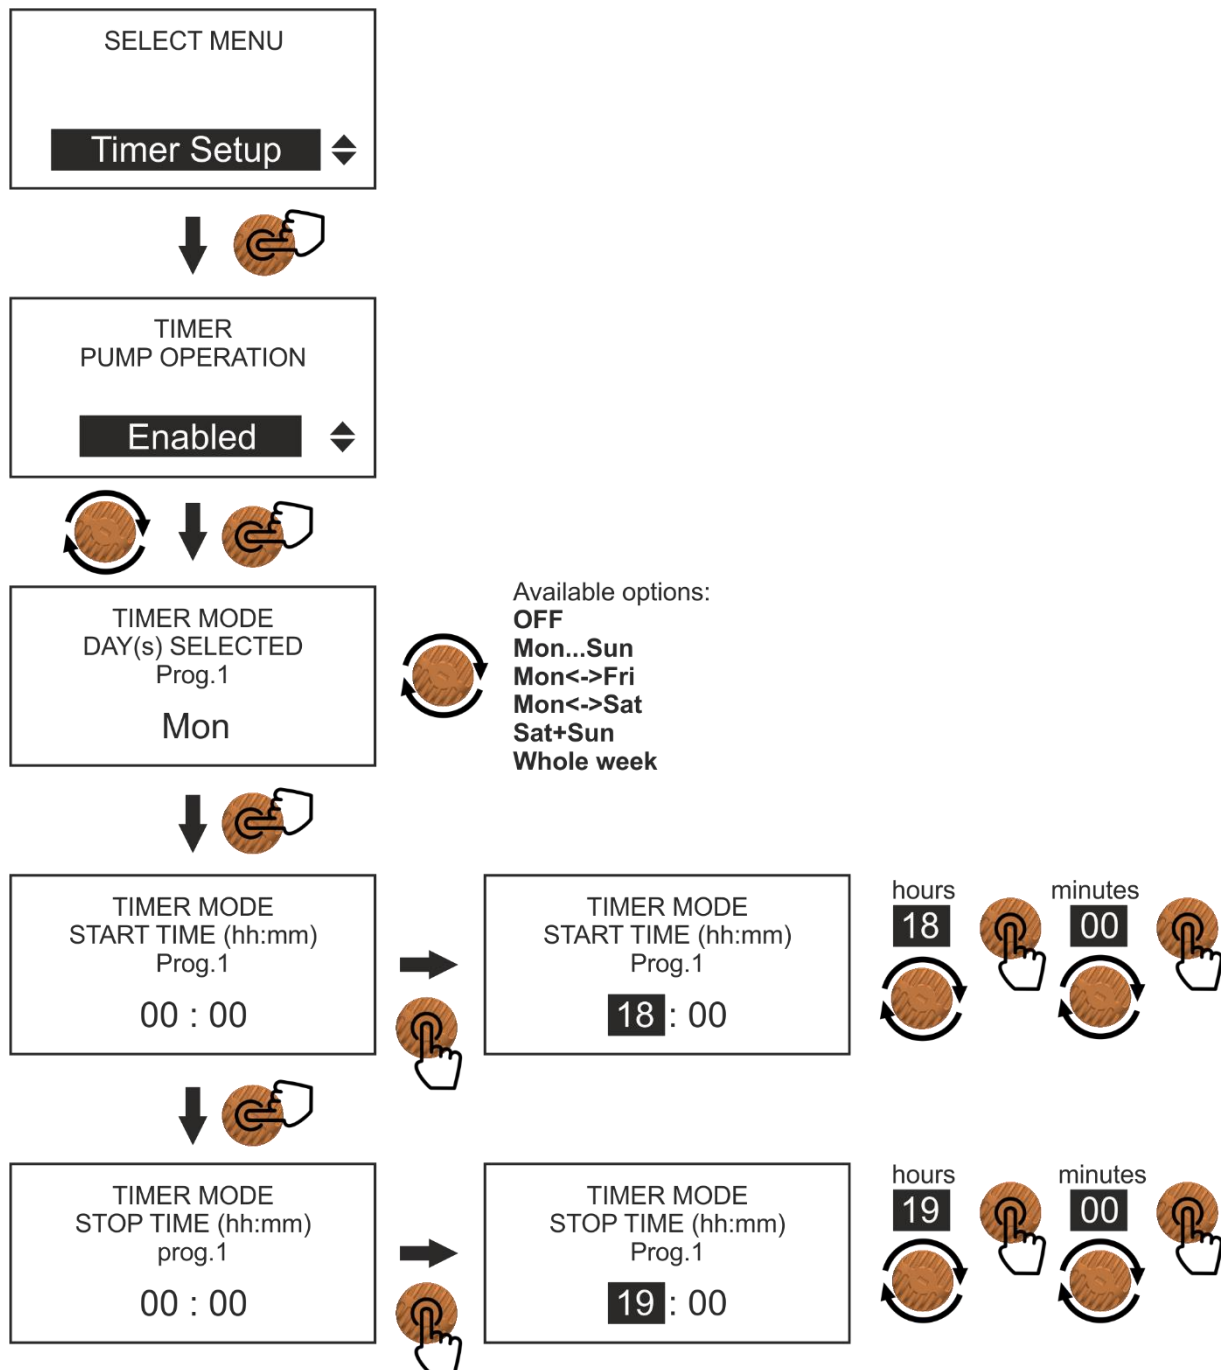 SELECT MENU
Timer Setup
TIMER
PUMP OPERATION
Enabled
TIMER MODE
DAY(s) SELECTED
Prog.1
Mon
Available options:
OFF
Mon...Sun
Mon<->Fri
Mon<->Sat
Sat+Sun
Whole week
TIMER MODE
START TIME (hh:mm)
Prog.1
00 : 00
TIMER MODE
START TIME (hh:mm)
Prog.1
18 : 00
hours
18
minutes
00
TIMER MODE
STOP TIME (hh:mm)
prog.1
00 : 00
TIMER MODE
STOP TIME (hh:mm)
Prog.1
19 : 00
hours
19
minutes
00